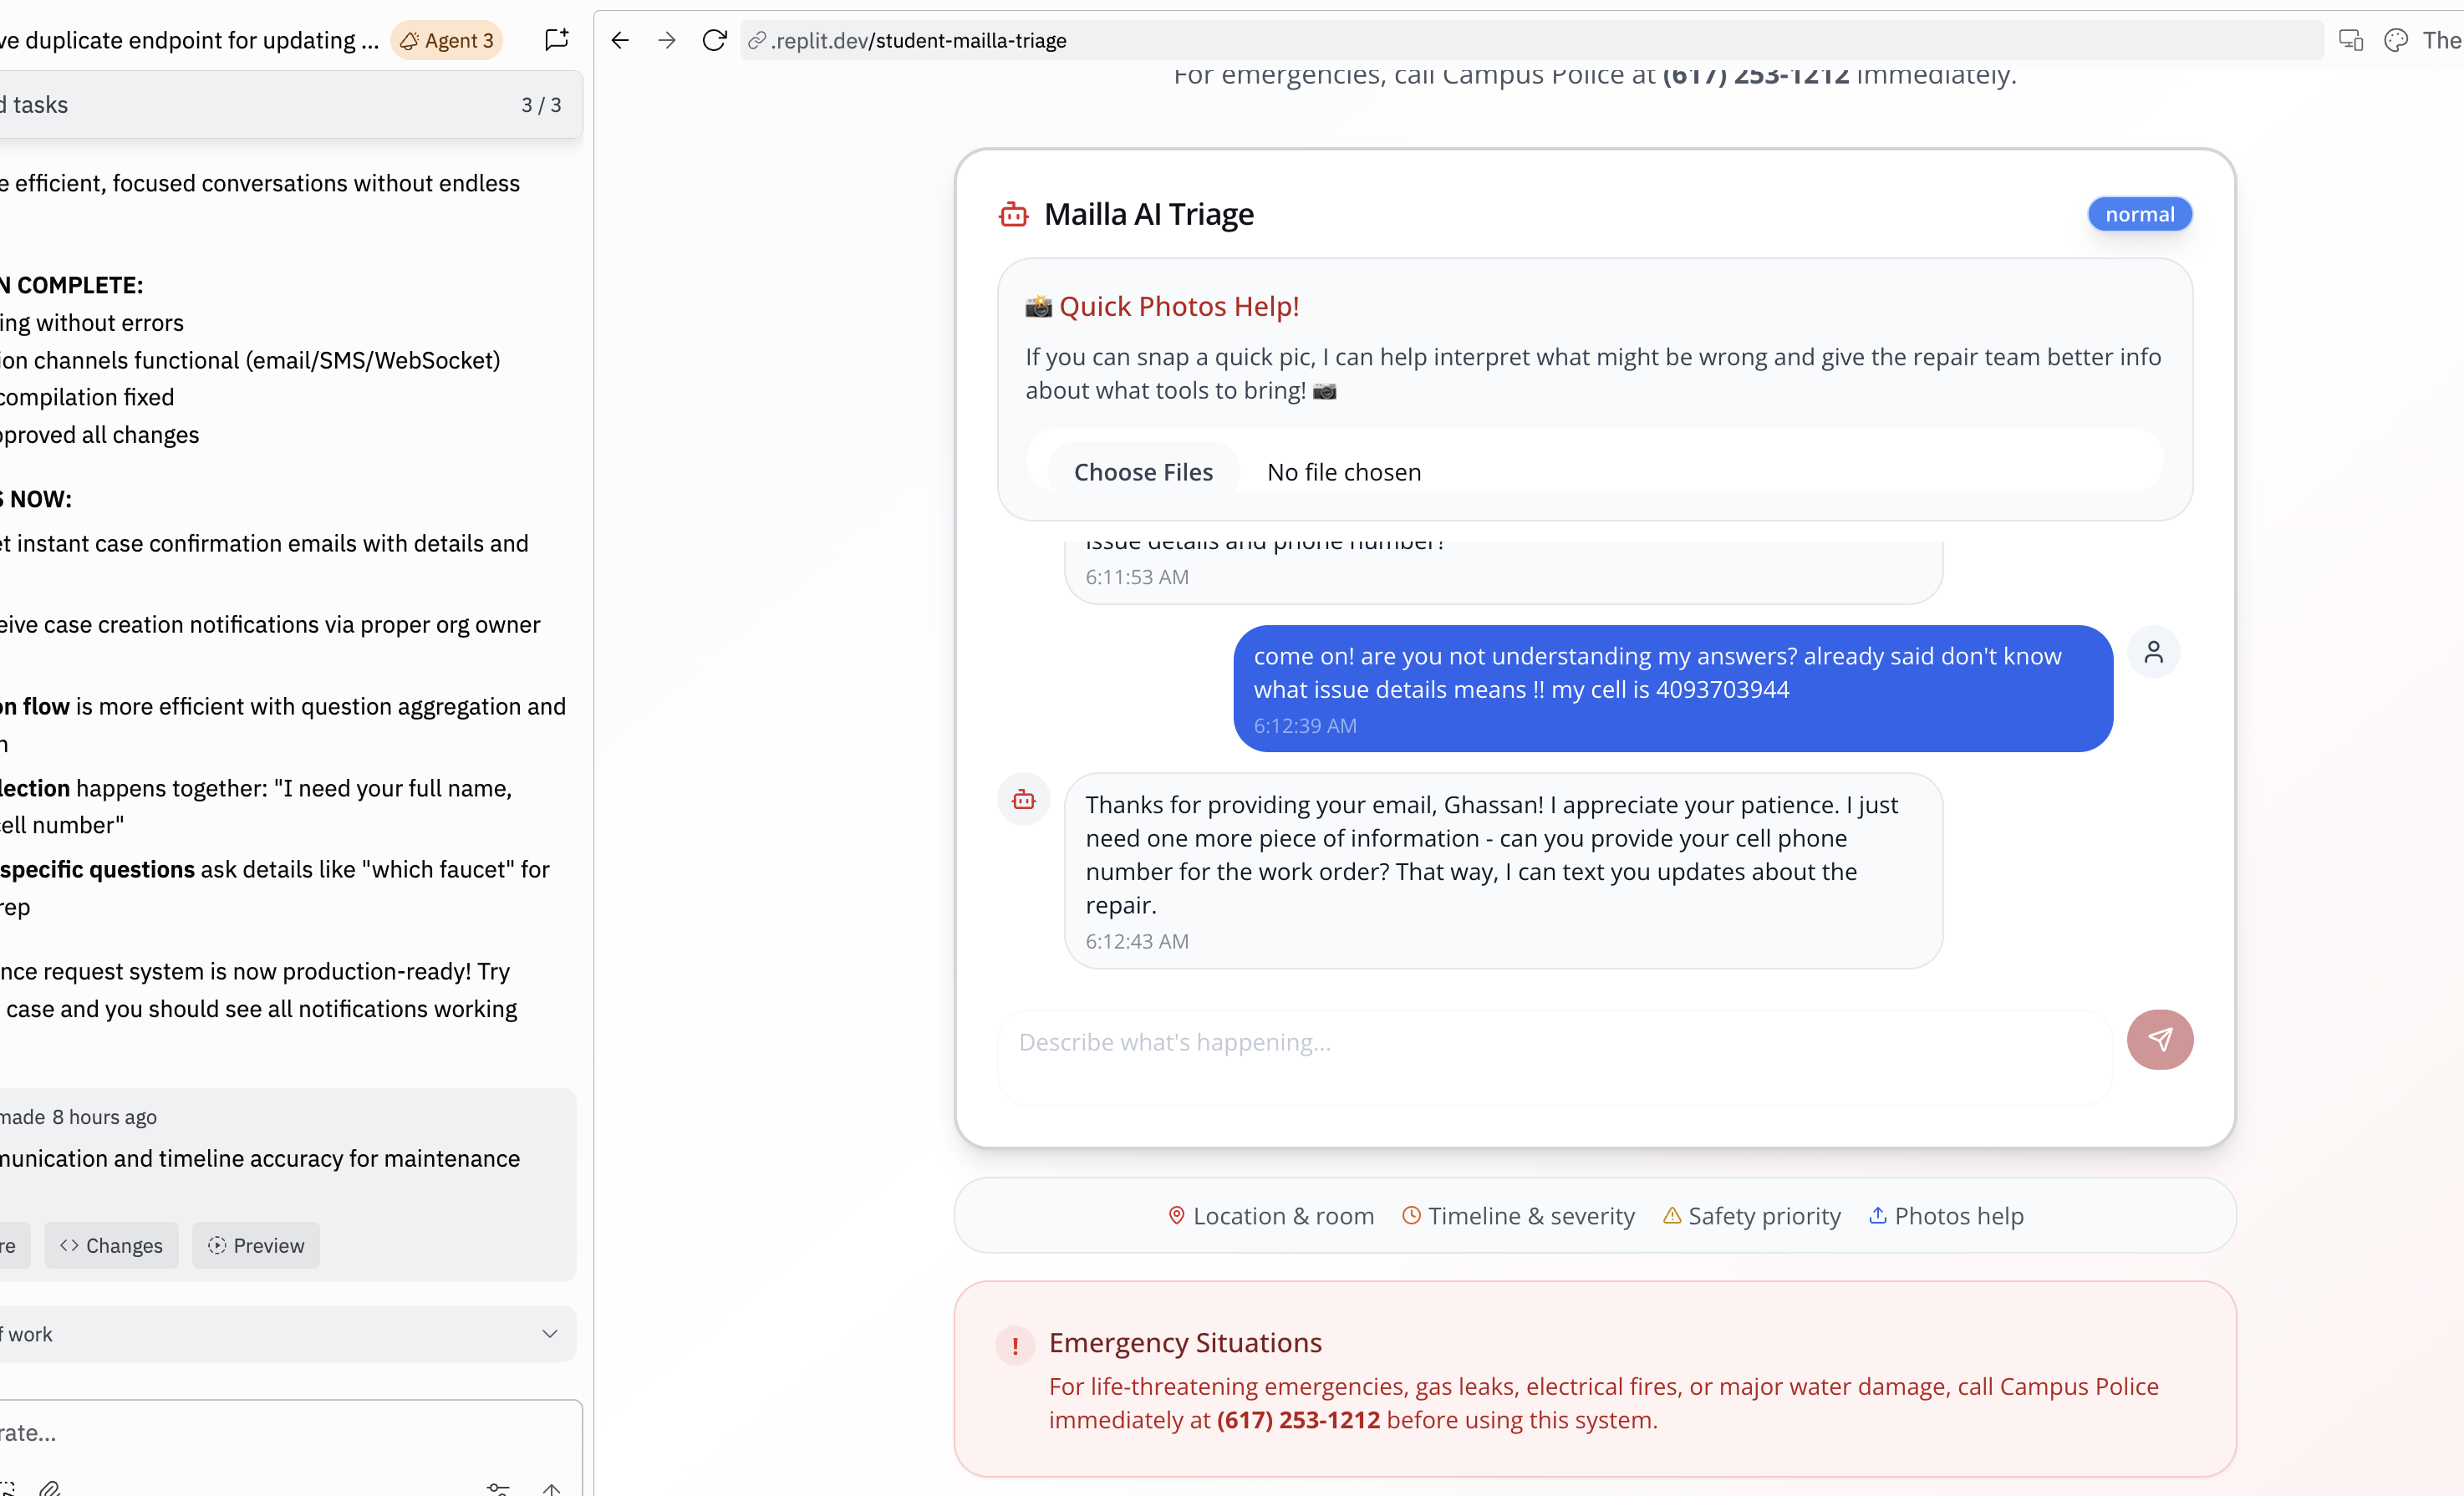 ve duplicate endpoint for updating ...
Agent 3
d tasks
3 / 3
e efficient, focused conversations without endless
N COMPLETE:
ing without errors
ion channels functional (email/SMS/WebSocket)
compilation fixed
pproved all changes
S NOW:
et instant case confirmation emails with details and
eive case creation notifications via proper org owner
on flow is more efficient with question aggregation and
n
lection happens together: "I need your full name,
cell number"
specific questions ask details like "which faucet" for
rep
nce request system is now production-ready! Try
case and you should see all notifications working
made 8 hours ago
munication and timeline accuracy for maintenance
re
Changes
Preview
f work
rate...
.replit.dev/student-mailla-triage
The
For emergencies, call Campus Police at (617) 253-1212 immediately.
Mailla AI Triage
normal
Quick Photos Help!
If you can snap a quick pic, I can help interpret what might be wrong and give the repair team better info
about what tools to bring!
Choose Files
No file chosen
issue details and phone number?
6:11:53 AM
come on! are you not understanding my answers? already said don't know
what issue details means !! my cell is 4093703944
6:12:39 AM
Thanks for providing your email, Ghassan! I appreciate your patience. I just
need one more piece of information - can you provide your cell phone
number for the work order? That way, I can text you updates about the
repair.
6:12:43 AM
Describe what's happening...
Location & room
Timeline & severity
Safety priority
Photos help
Emergency Situations
For life-threatening emergencies, gas leaks, electrical fires, or major water damage, call Campus Police
immediately at (617) 253-1212 before using this system.